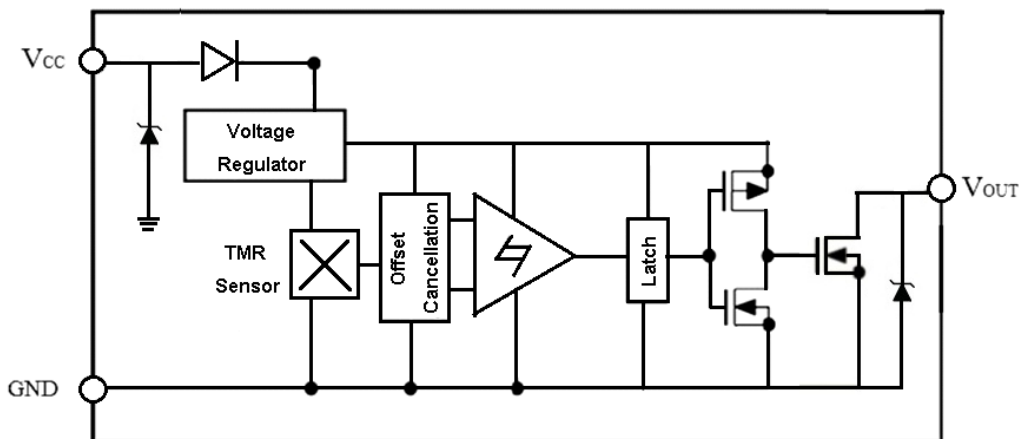 VCC
Voltage
Regulator
VOUT
TMR
Sensor
Offset
Cancellation
Latch
GND